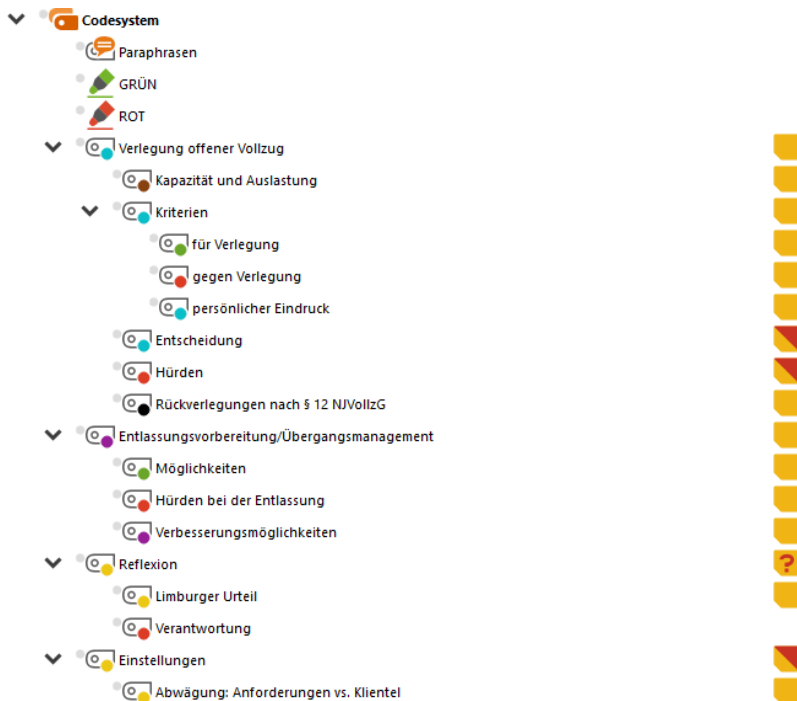 Codesystem
Paraphrasen
GRÜN
ROT
Verlegung offener Vollzug
Kapazität und Auslastung
Kriterien
für Verlegung
gegen Verlegung
persönlicher Eindruck
Entscheidung
Hürden
Rückverlegungen nach § 12 NJVollzG
Entlassungsvorbereitung/Übergangsmanagement
Möglichkeiten
Hürden bei der Entlassung
Verbesserungsmöglichkeiten
Reflexion
?
Limburger Urteil
Verantwortung
Einstellungen
Abwägung: Anforderungen vs. Klientel